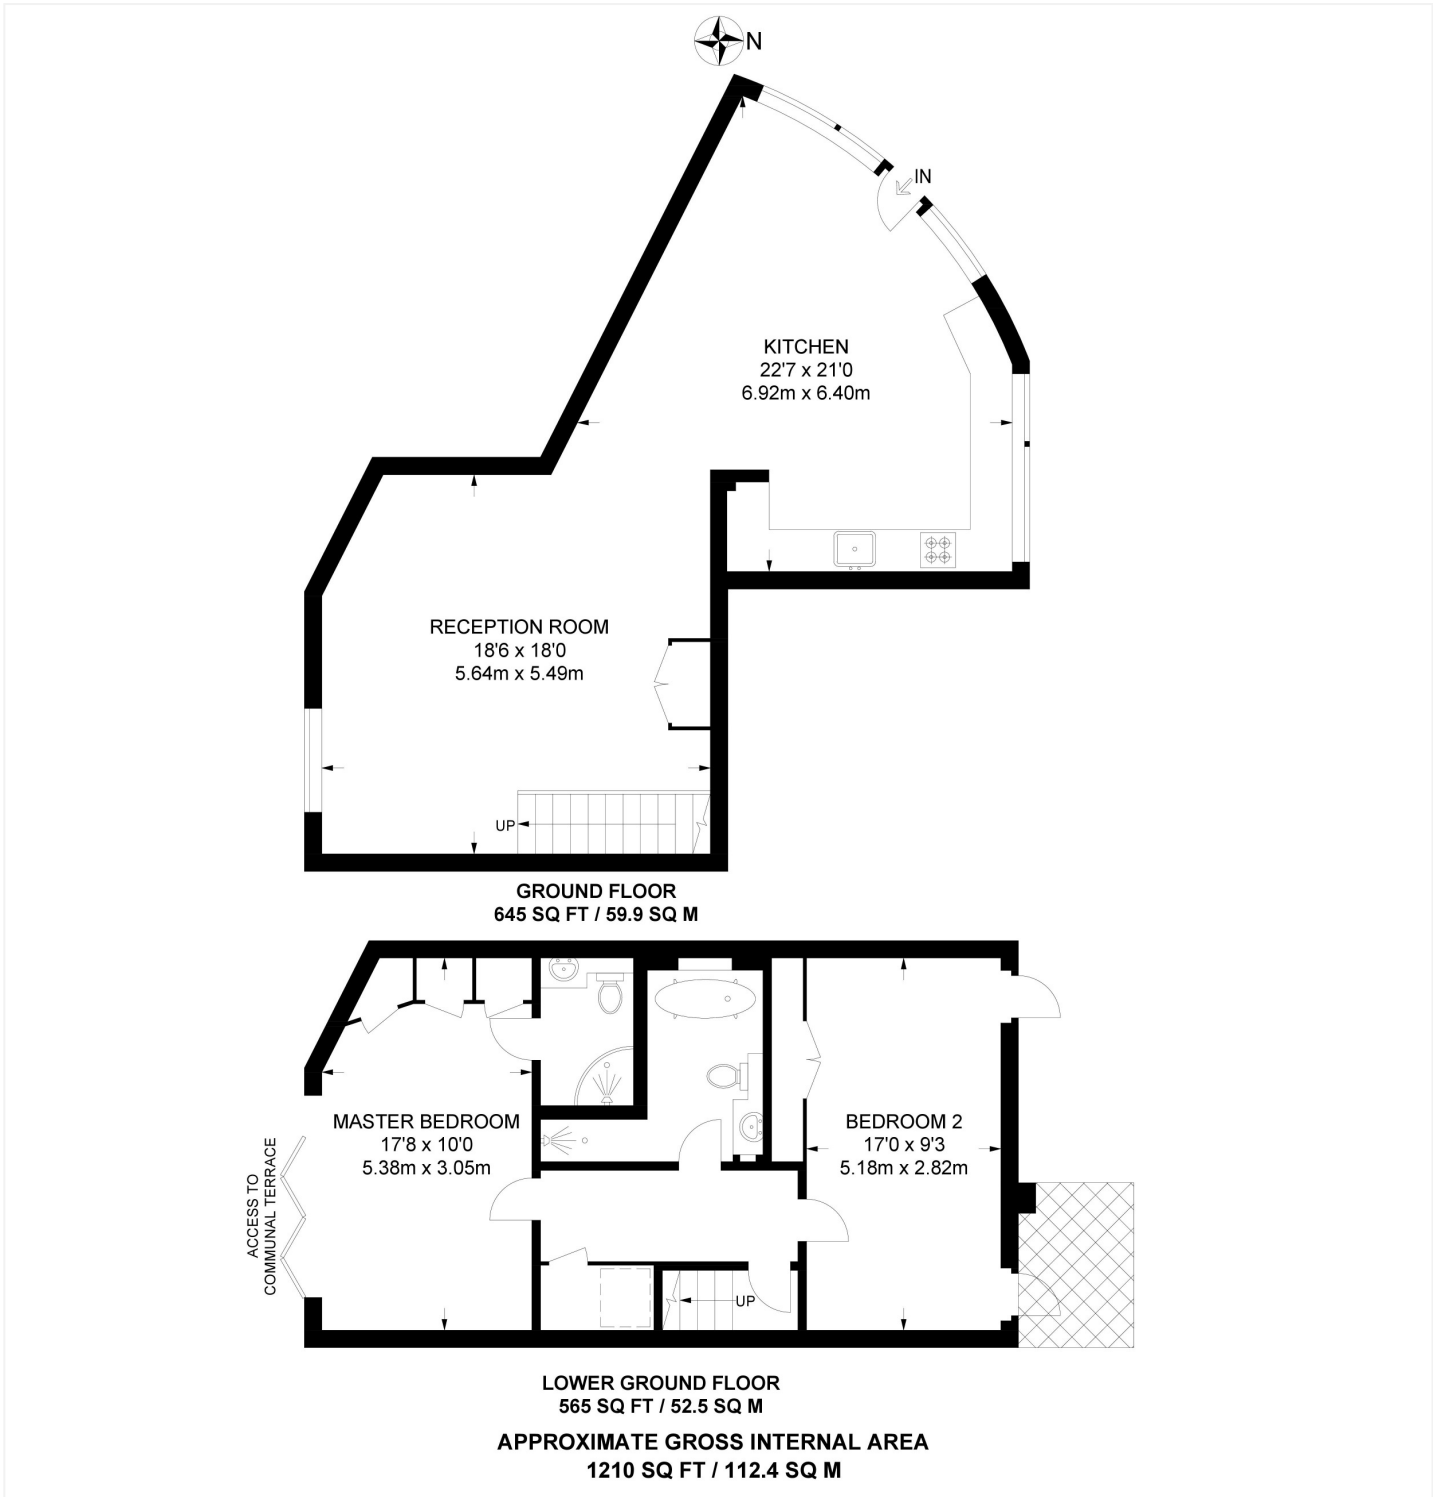 N
IN
KITCHEN
22'7 x 21'0
6.92m x 6.40m
RECEPTION ROOM
18'6 x 18'0
5.64m x 5.49m
UP
GROUND FLOOR
645 SQ FT / 59.9 SQ M
MASTER BEDROOM
17'8 x 10'0
5.38m x 3.05m
BEDROOM 2
17'0 x 9'3
5.18m x 2.82m
ACCESS TO
COMMUNAL TERRACE
UP
LOWER GROUND FLOOR
565 SQ FT / 52.5 SQ M
APPROXIMATE GROSS INTERNAL AREA
1210 SQ FT / 112.4 SQ M